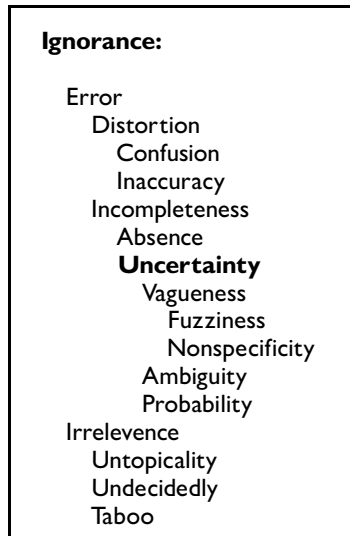 Ignorance:
Error
Distortion
Confusion
Inaccuracy
Incompleteness
Absence
Uncertainty
Vagueness
Fuzziness
Nonspecificity
Ambiguity
Probability
Irrelevence
Untopicality
Undecidedly
Taboo